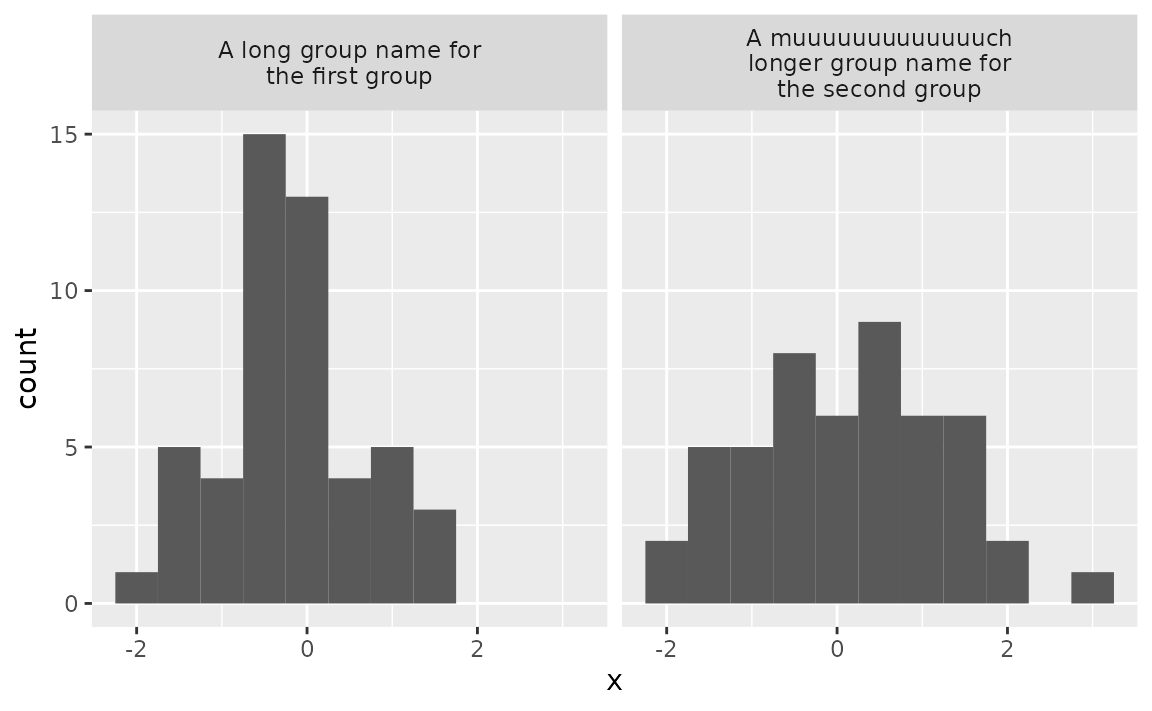 A long group name for
the first group
A muuuuuuuuuuuuuch
longer group name for
the second group
15
10
5
0
count
-2
0
2
-2
0
2
x